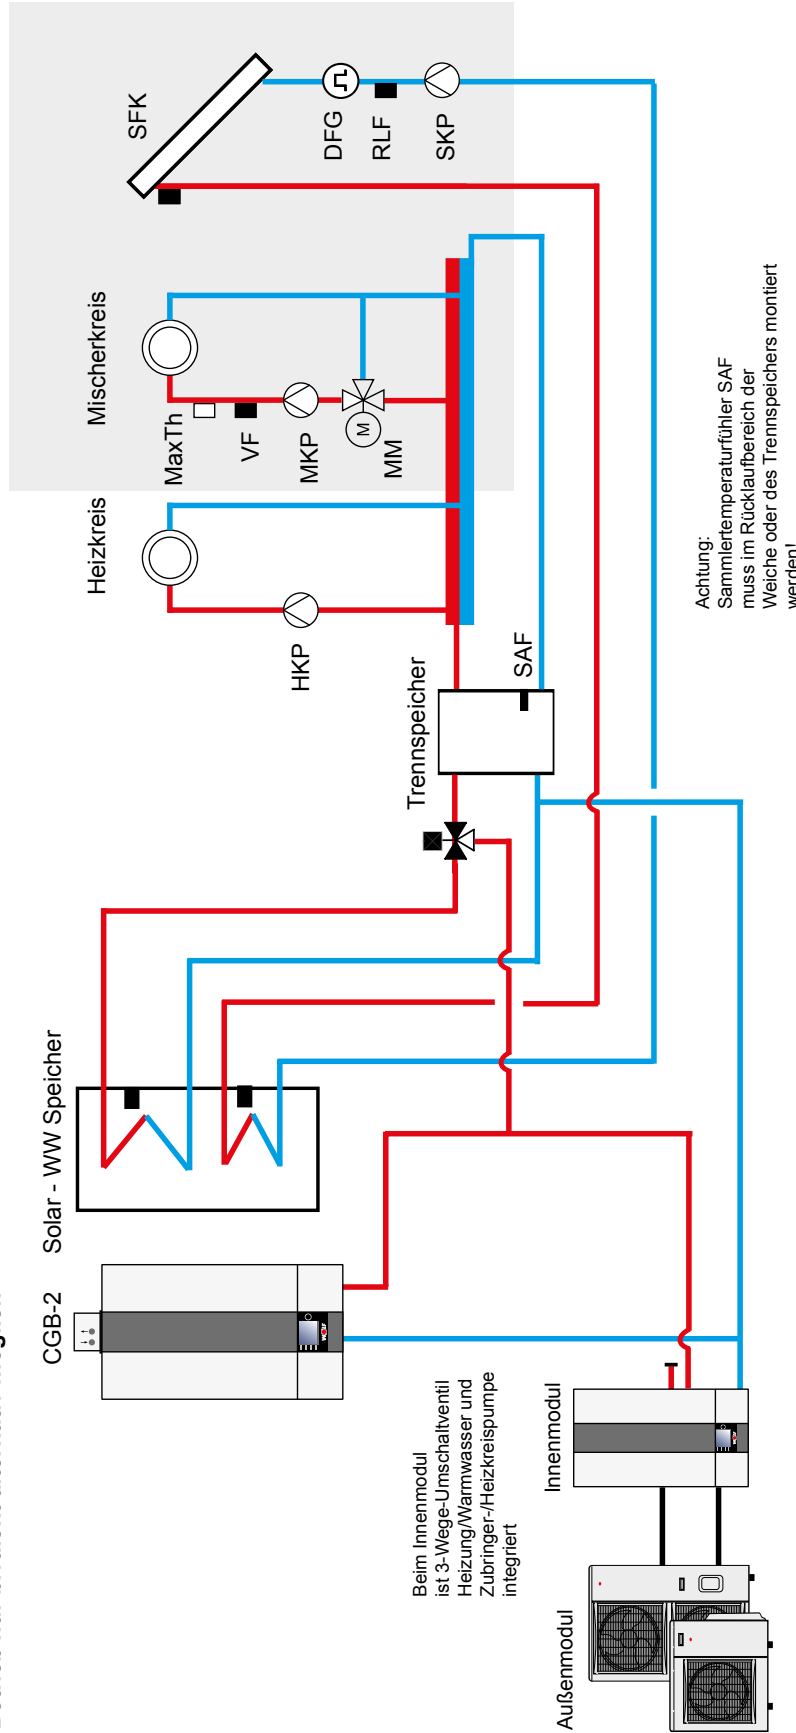 Außenmodul
Innenmodul
Beim Innenmodul
ist 3-Wege-Umschaltventil
Heizung/Warmwasser und
Zubringer-/Heizkreispumpe
integriert
CGB-2
Solar - WW Speicher
Trennspeicher
SAF
HKP
Heizkreis
Mischerkreis
MaxTh
VF
MKP
MM
M
SFK
DFG
RLF
SKP
Achtung:
Sammlertemperaturfühler SAF
muss im Rücklaufbereich der
Weiche oder des Trennspeichers montiert
werden!